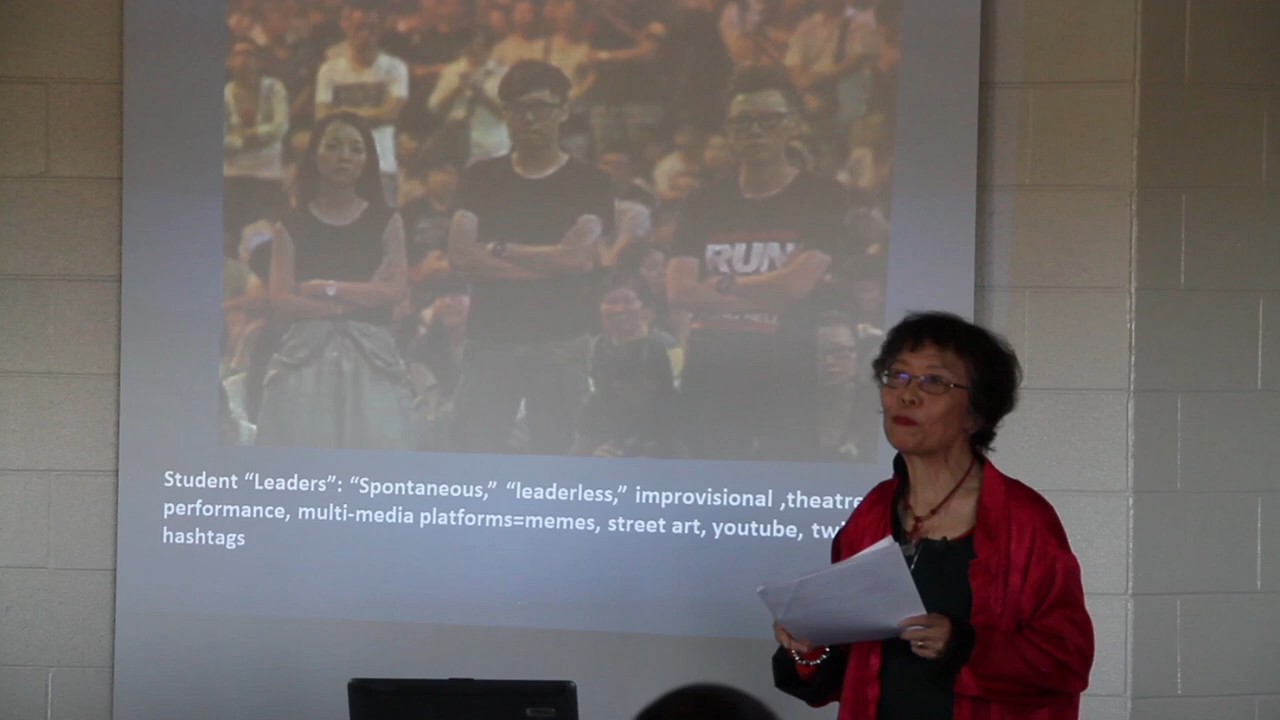 RUN
Student “Leaders”: “Spontaneous,” “leaderless,” improvisional ,theatre
performance, multi-media platforms=memes, street art, youtube,
hashtags